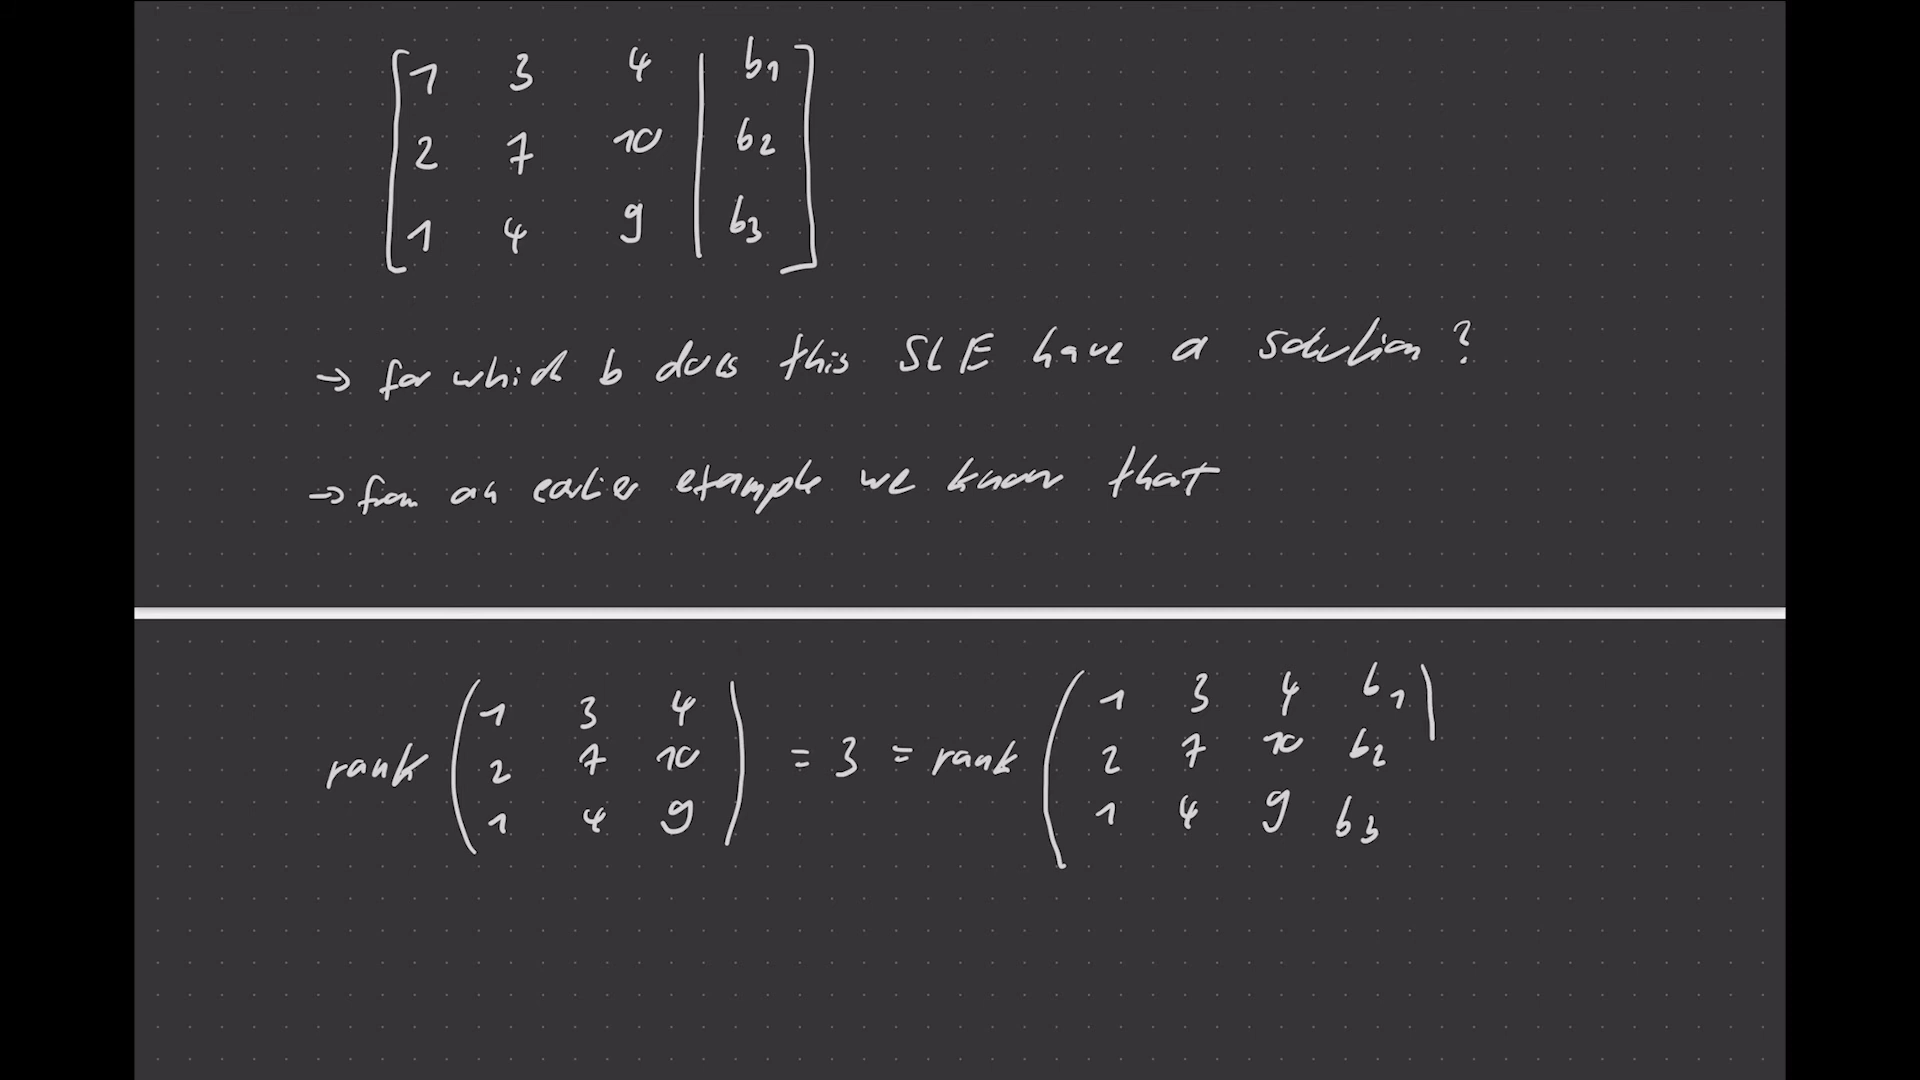 1 3 4 | b1
2 7 10 | b2
1 4 9 | b3
→ for which b does this SLE have a solution?
→ from an earlier example we know that
rank ( 1 3 4 2 7 10 1 4 9 ) = 3 = rank ( 1 3 4 b1 2 7 10 b2 1 4 9 b3